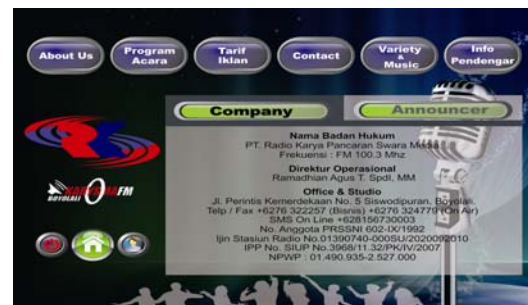 About Us
Program
Acara
Tarif
Iklan
Contact
Variety
&
Music
Info
Pendengar
Company
Announcer
Nama Badan Hukum
PT. Radio Karya Pancaran Swara Media
Frekuensi : FM 100.3 Mhz
Direktur Operasional
Ramadhian Agus T. SpdI, MM
Office & Studio
Jl. Perintis Kemerdekaan No. 5 Siswodipuran, Boyolali.
Telp / Fax +6276 322257 (Bisnis) +6276 324779 (On Air)
SMS On Line +628156730003
No. Anggota PRSSNI 602-IX/1992
Ijin Stasiun Radio No.01390740-000SU/2020092010
IPP No. SIUP No.3968/11.32/PK/IV/2007
NPWP : 01.490.935-2.527.000
BOYOLALI
FM